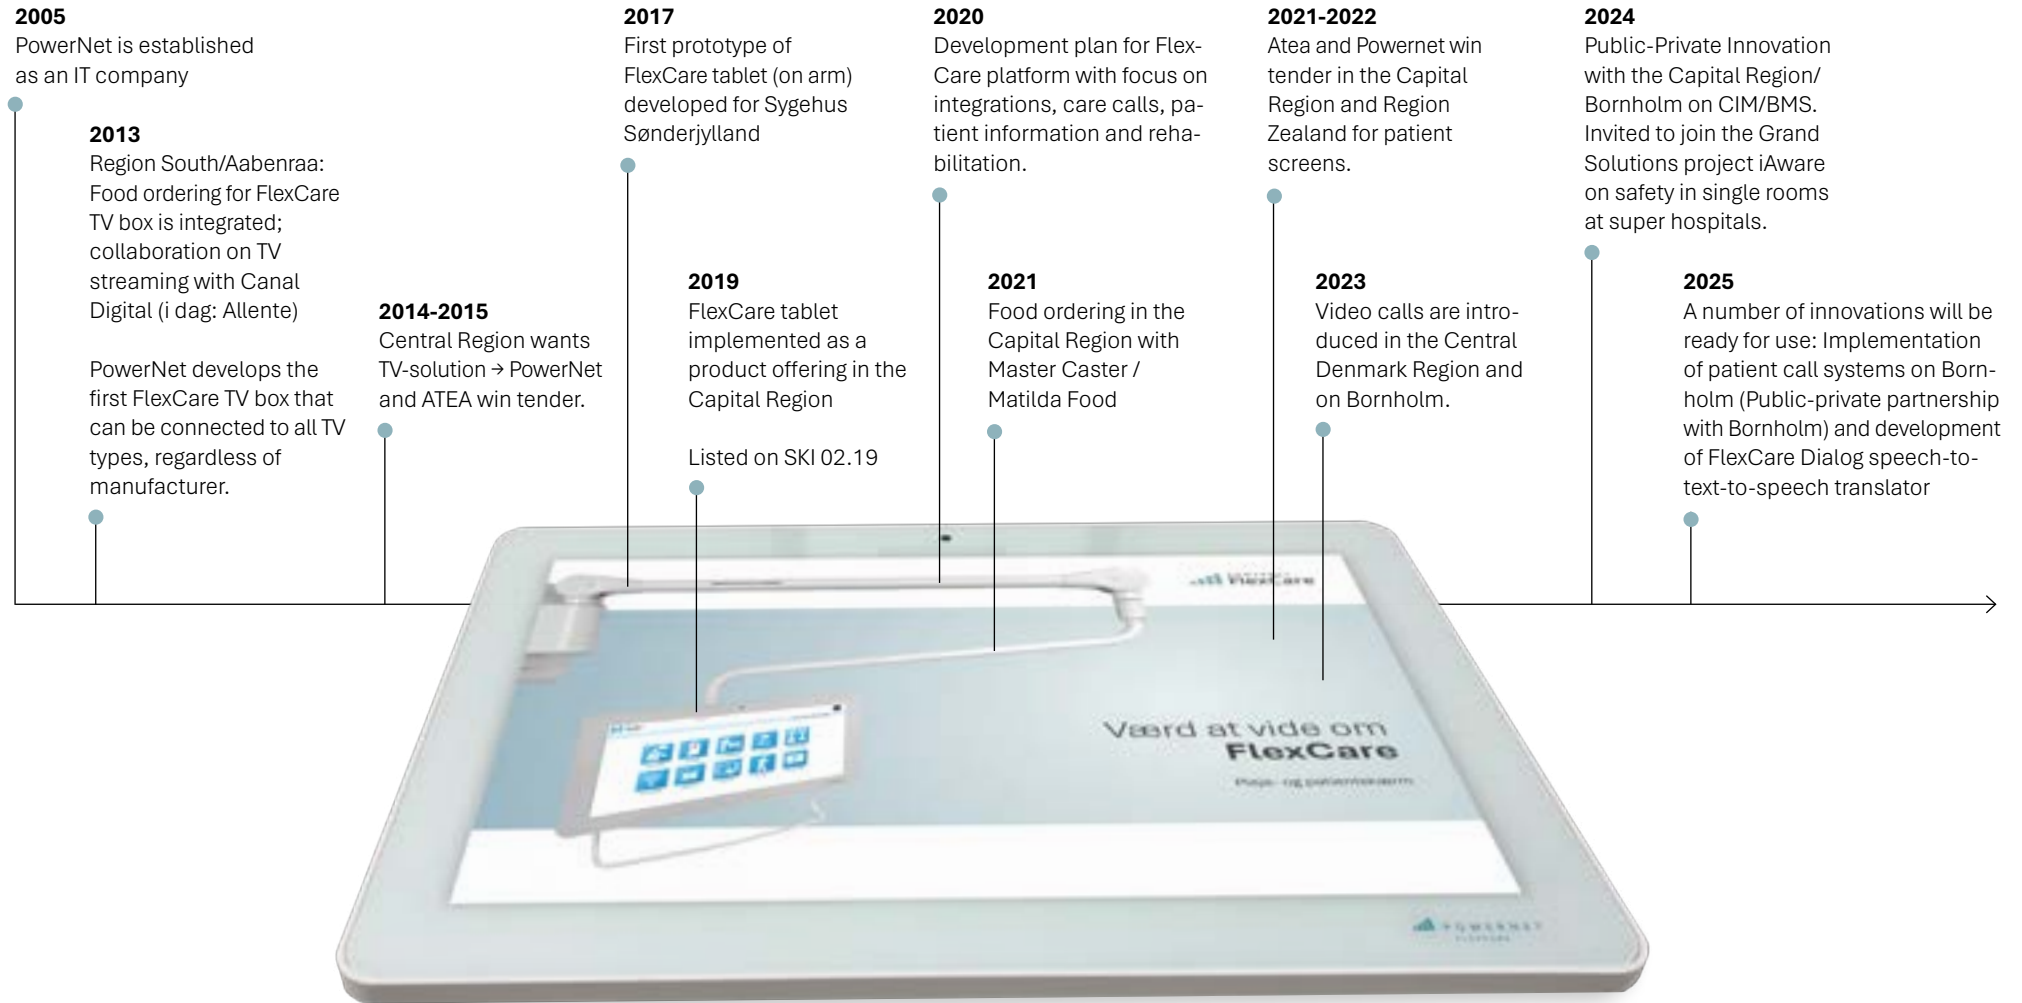 2005
PowerNet is established
as an IT company
2013
Region South/Aabenraa:
Food ordering for FlexCare
TV box is integrated;
collaboration on TV
streaming with Canal
Digital (i dag: Allente)
PowerNet develops the
first FlexCare TV box that
can be connected to all TV
types, regardless of
manufacturer.
2014-2015
Central Region wants
TV-solution → PowerNet
and ATEA win tender.
2017
First prototype of
FlexCare tablet (on arm)
developed for Sygehus
Sønderjylland
2019
FlexCare tablet
implemented as a
product offering in the
Capital Region
Listed on SKI 02.19
2020
Development plan for Flex-
Care platform with focus on
integrations, care calls, pa-
tient information and reha-
bilitation.
2021
Food ordering in the
Capital Region with
Master Caster /
Matilda Food
2021-2022
Atea and Powernet win
tender in the Capital
Region and Region
Zealand for patient
screens.
2023
Video calls are intro-
duced in the Central
Denmark Region and
on Bornholm.
2024
Public-Private Innovation
with the Capital Region/
Bornholm on CIM/BMS.
Invited to join the Grand
Solutions project iAware
on safety in single rooms
at super hospitals.
2025
A number of innovations will be
ready for use: Implementation
of patient call systems on Born-
holm (Public-private partnership
with Bornholm) and development
of FlexCare Dialog speech-to-
text-to-speech translator
FlexCare
Værd at vide om
FlexCare
Pleje- og patientskærm
POWERNET